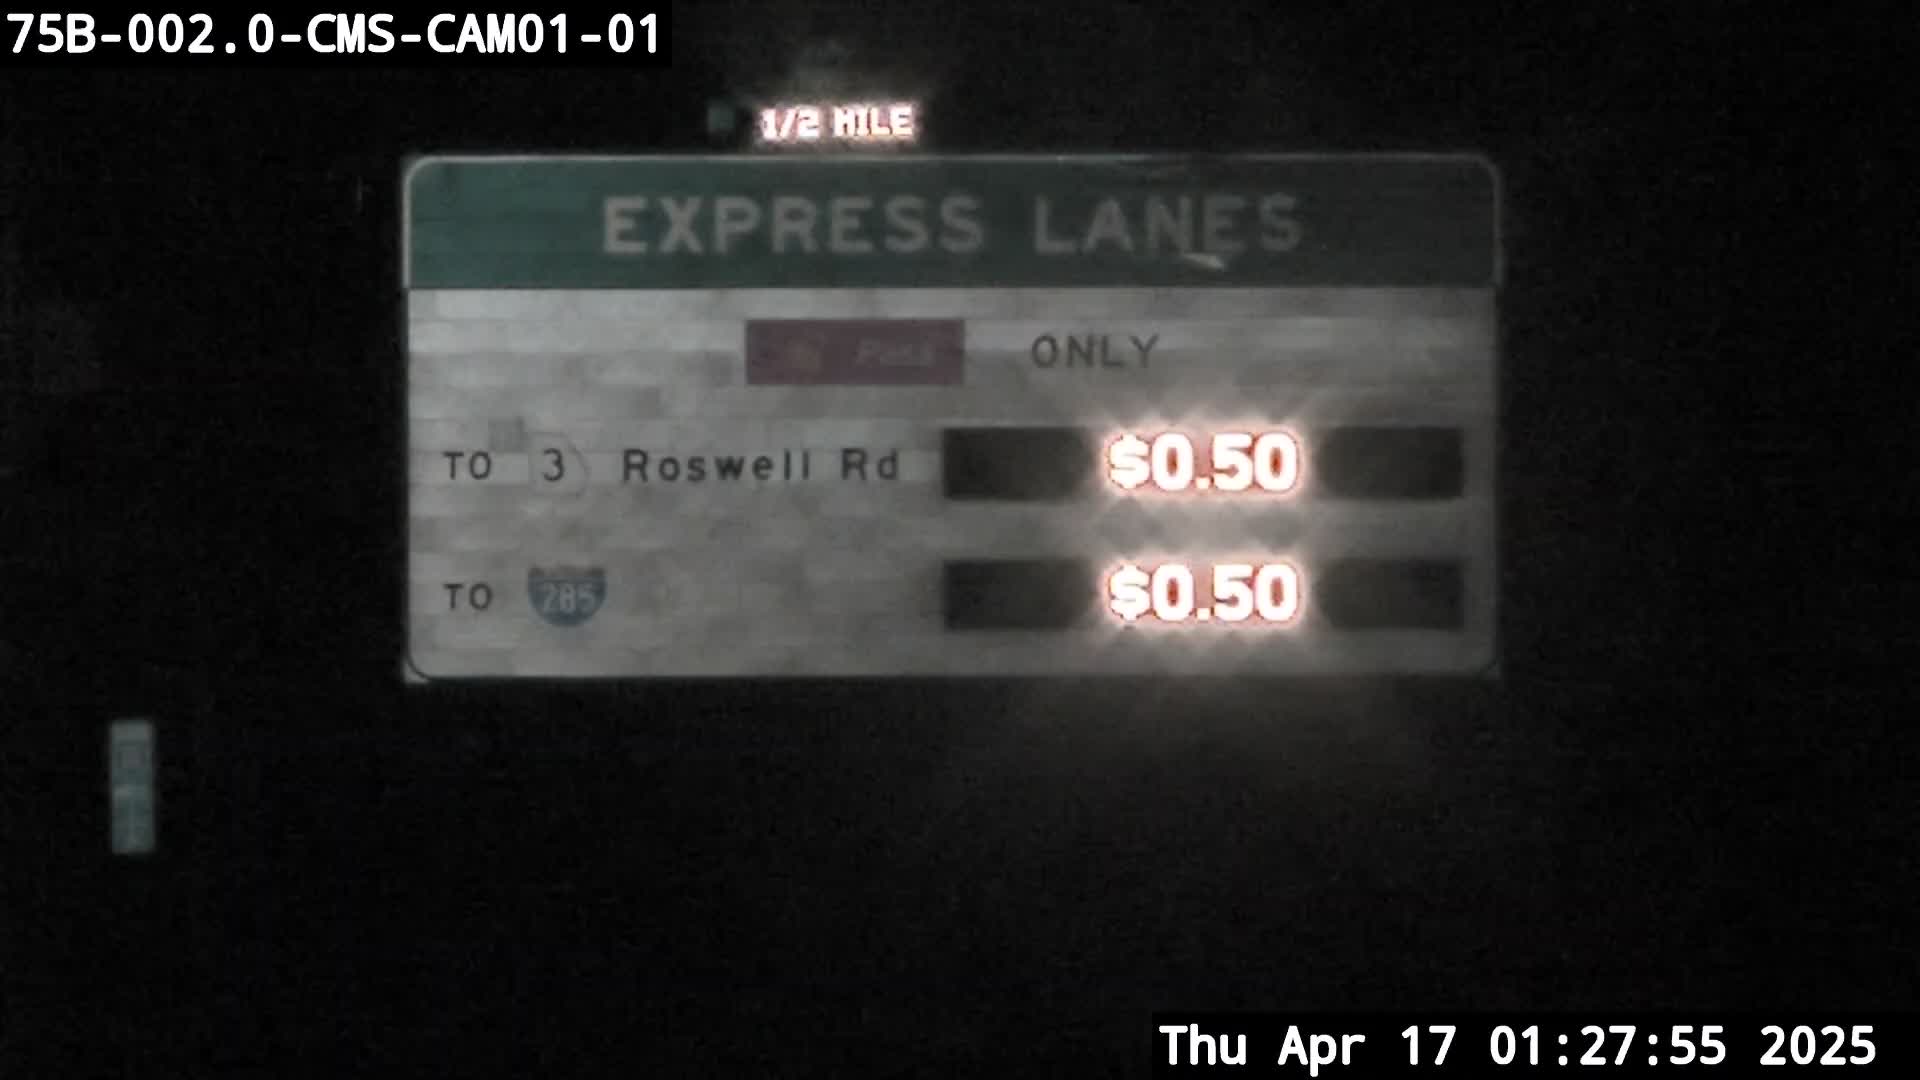 75B-002.0-CMS-CAM01-01
1/2 MILE
EXPRESS LANES
Pass ONLY
TO 3 Roswell Rd $0.50
TO 285 $0.50
Thu Apr 17 01:27:55 2025